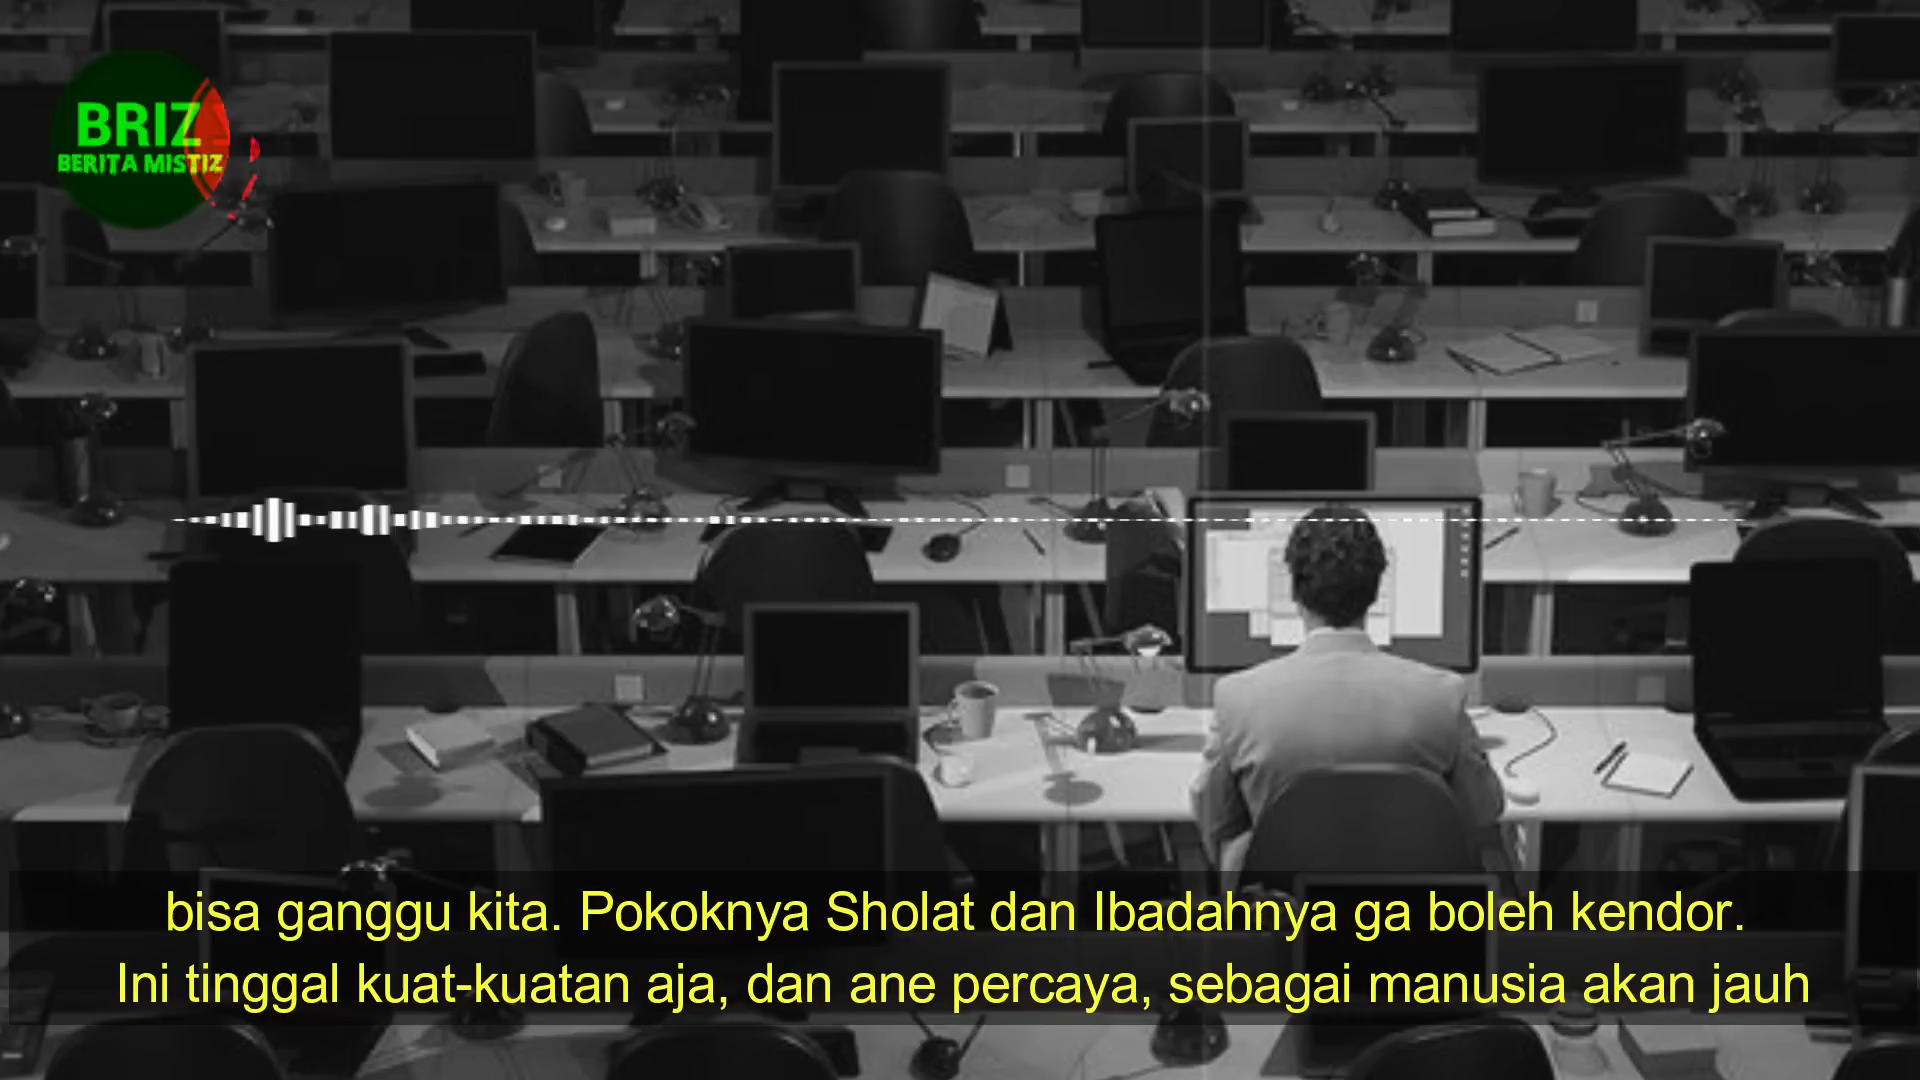 BRIZ
BERITA MISTIZ
bisa ganggu kita. Pokoknya Sholat dan Ibadahnya ga boleh kendor.
Ini tinggal kuat-kuatan aja, dan ane percaya, sebagai manusia akan jauh